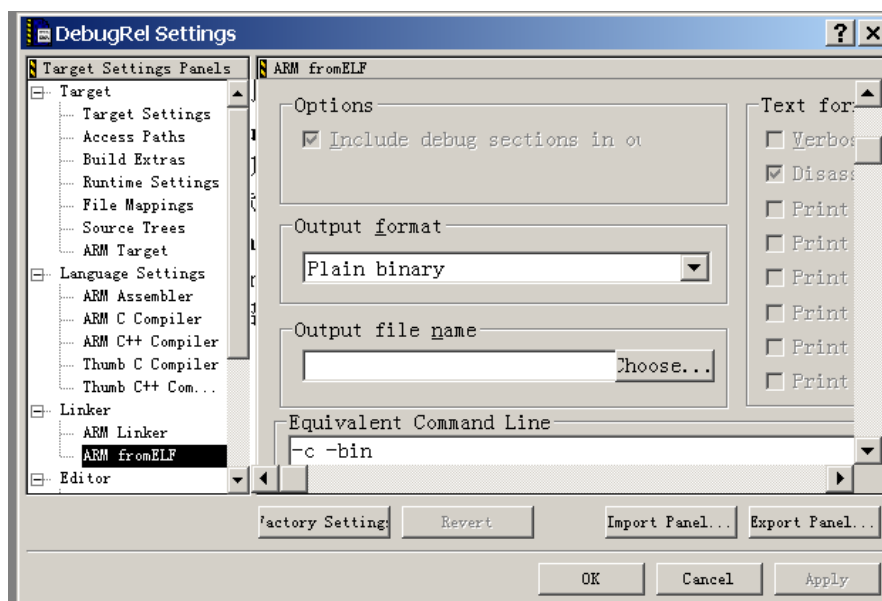 DebugRel Settings
Target Settings Panels
Target
Target Settings
Access Paths
Build Extras
Runtime Settings
File Mappings
Source Trees
ARM Target
Language Settings
ARM Assembler
ARM C Compiler
ARM C++ Compiler
Thumb C Compiler
Thumb C++ Com...
Linker
ARM Linker
ARM fromELF
Editor
ARM fromELF
Options
Include debug sections in ou
Output format
Plain binary
Output file name
Choose...
Equivalent Command Line
-c -bin
Text for
Verbos
Disass
Print
Print
Print
Print
Print
Print
Factory Setting
Revert
Import Panel...
Export Panel...
OK
Cancel
Apply